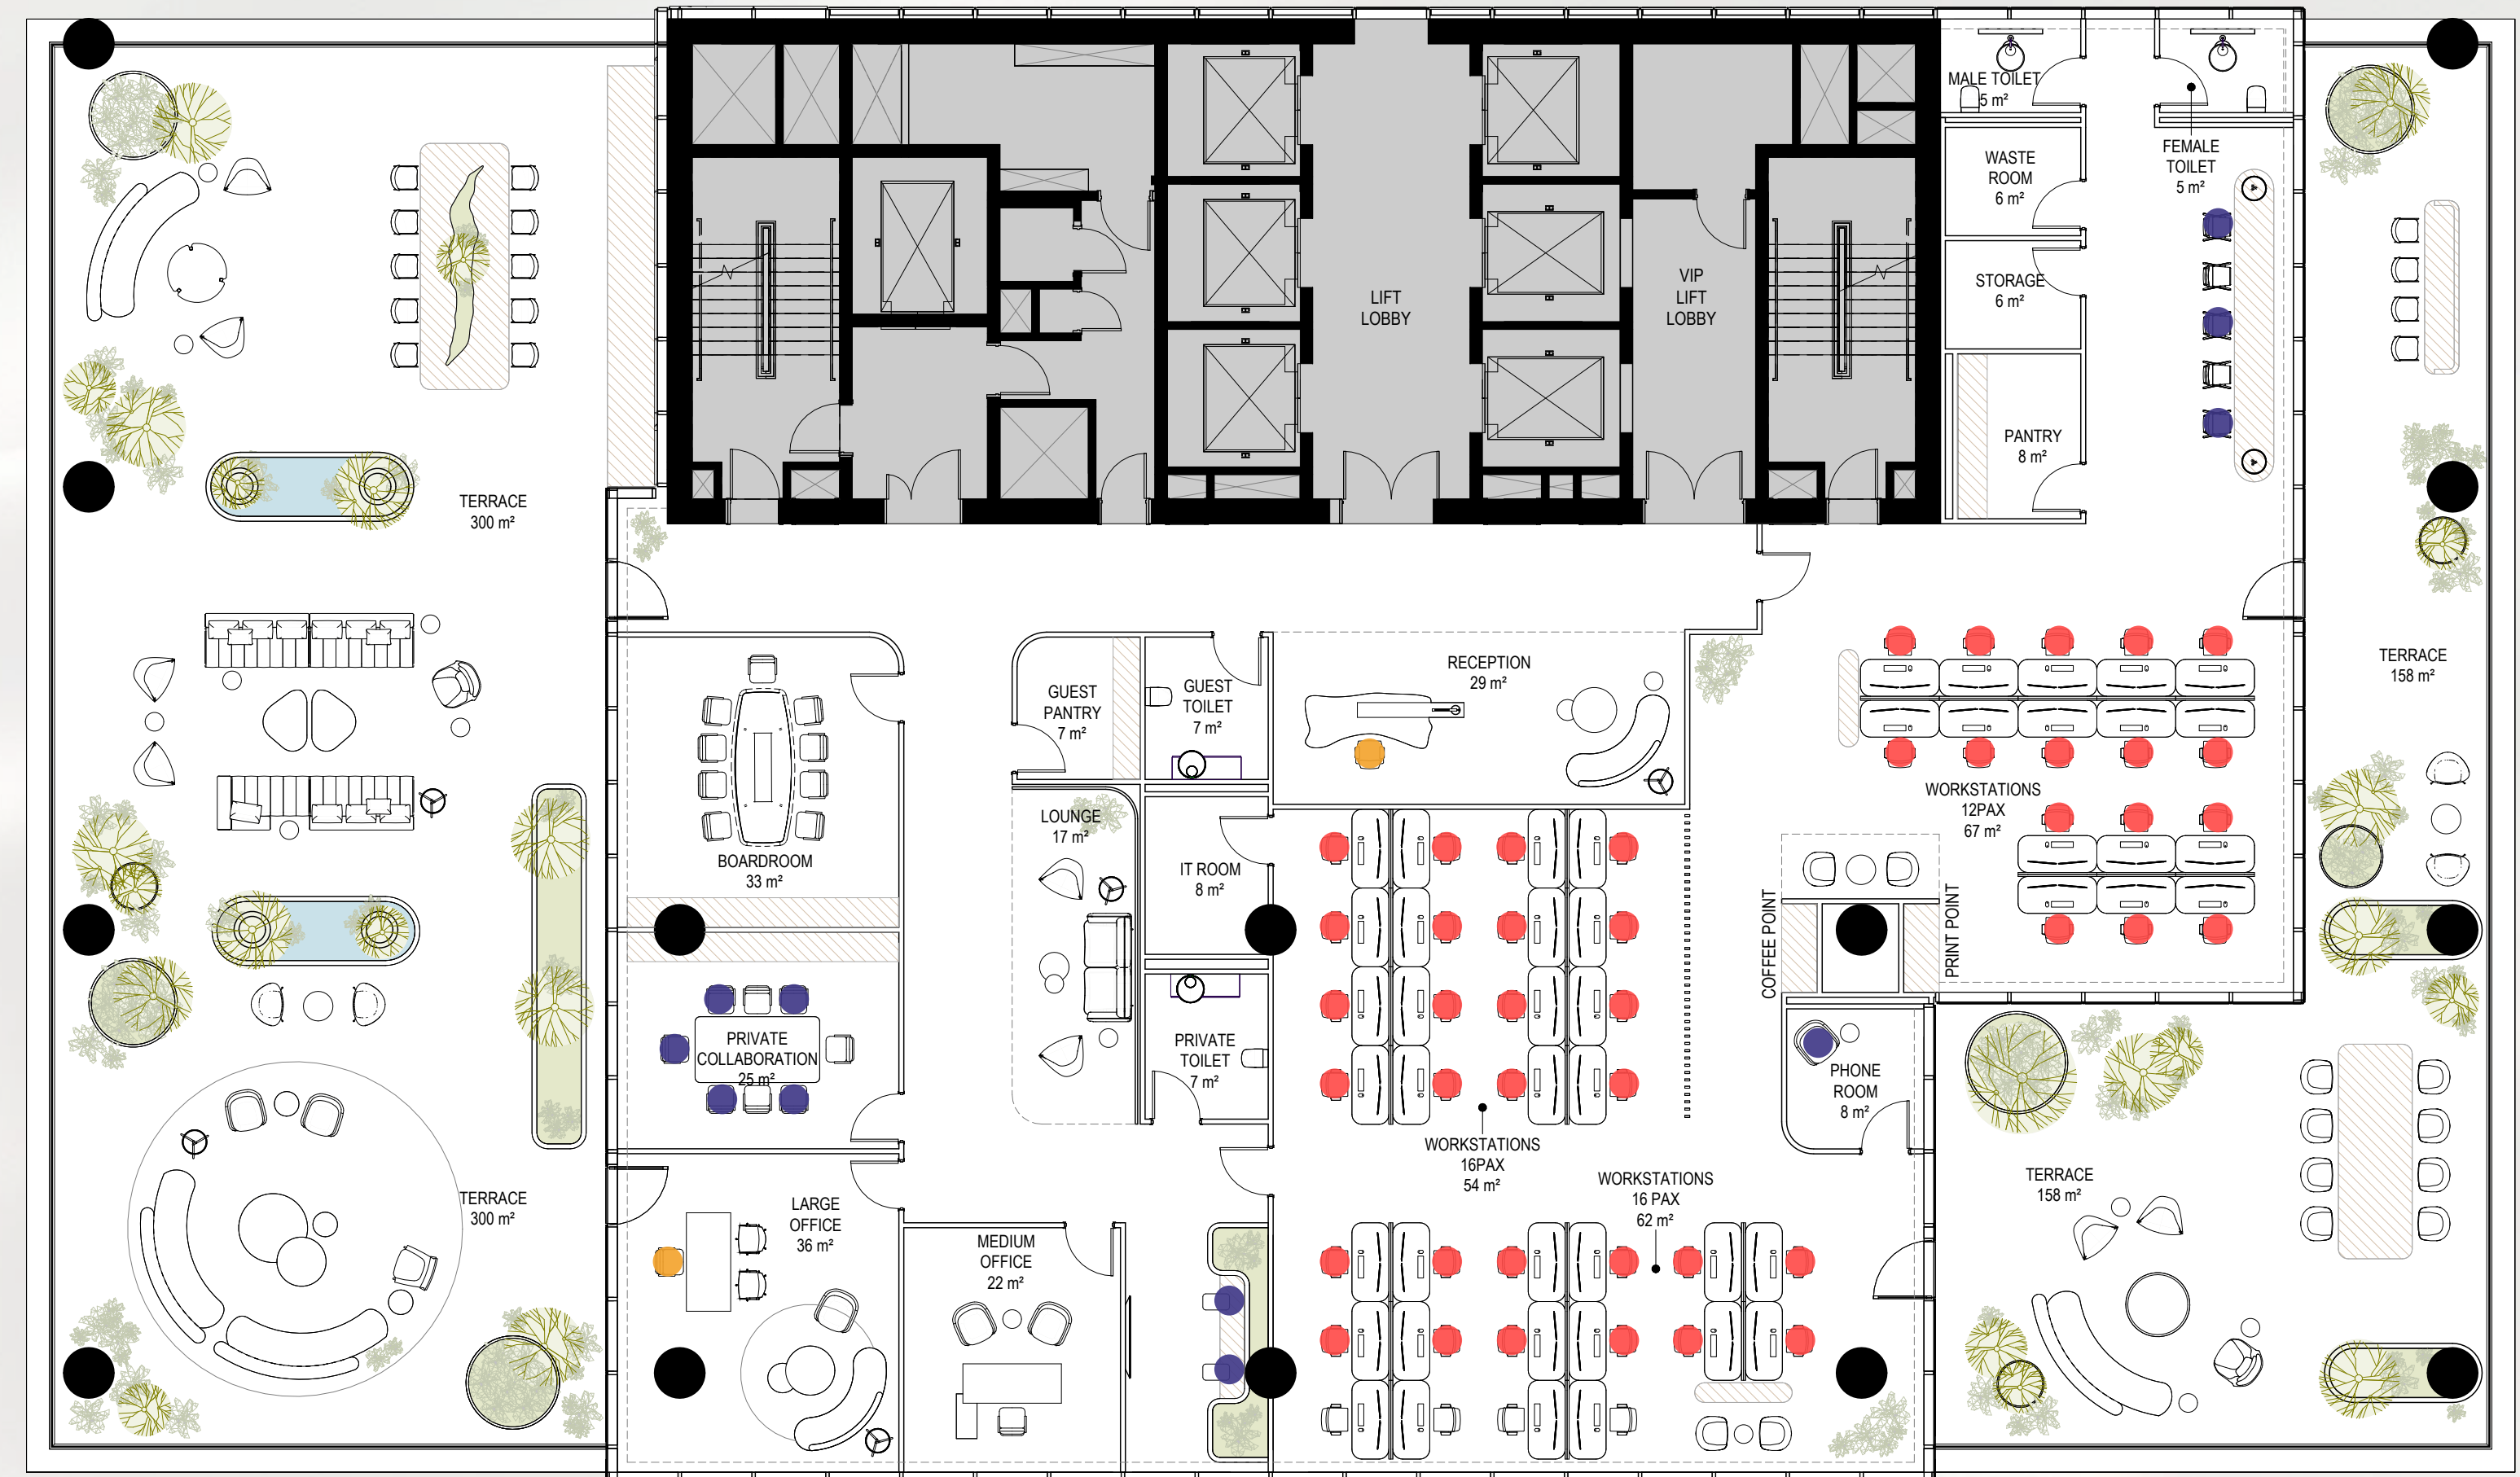 MALE TOILET
5 m²
WASTE
ROOM
6 m²
FEMALE
TOILET
5 m²
STORAGE
6 m²
VIP
LIFT
LOBBY
LIFT
LOBBY
PANTRY
8 m²
TERRACE
300 m²
RECEPTION
29 m²
TERRACE
158 m²
GUEST
PANTRY
7 m²
GUEST
TOILET
7 m²
WORKSTATIONS
12PAX
67 m²
LOUNGE
17 m²
BOARDROOM
33 m²
IT ROOM
8 m²
COFFEE POINT
PRINT POINT
PRIVATE
COLLABORATION
25 m²
PRIVATE
TOILET
7 m²
PHONE
ROOM
8 m²
WORKSTATIONS
16PAX
54 m²
WORKSTATIONS
16 PAX
62 m²
TERRACE
158 m²
TERRACE
300 m²
LARGE
OFFICE
36 m²
MEDIUM
OFFICE
22 m²